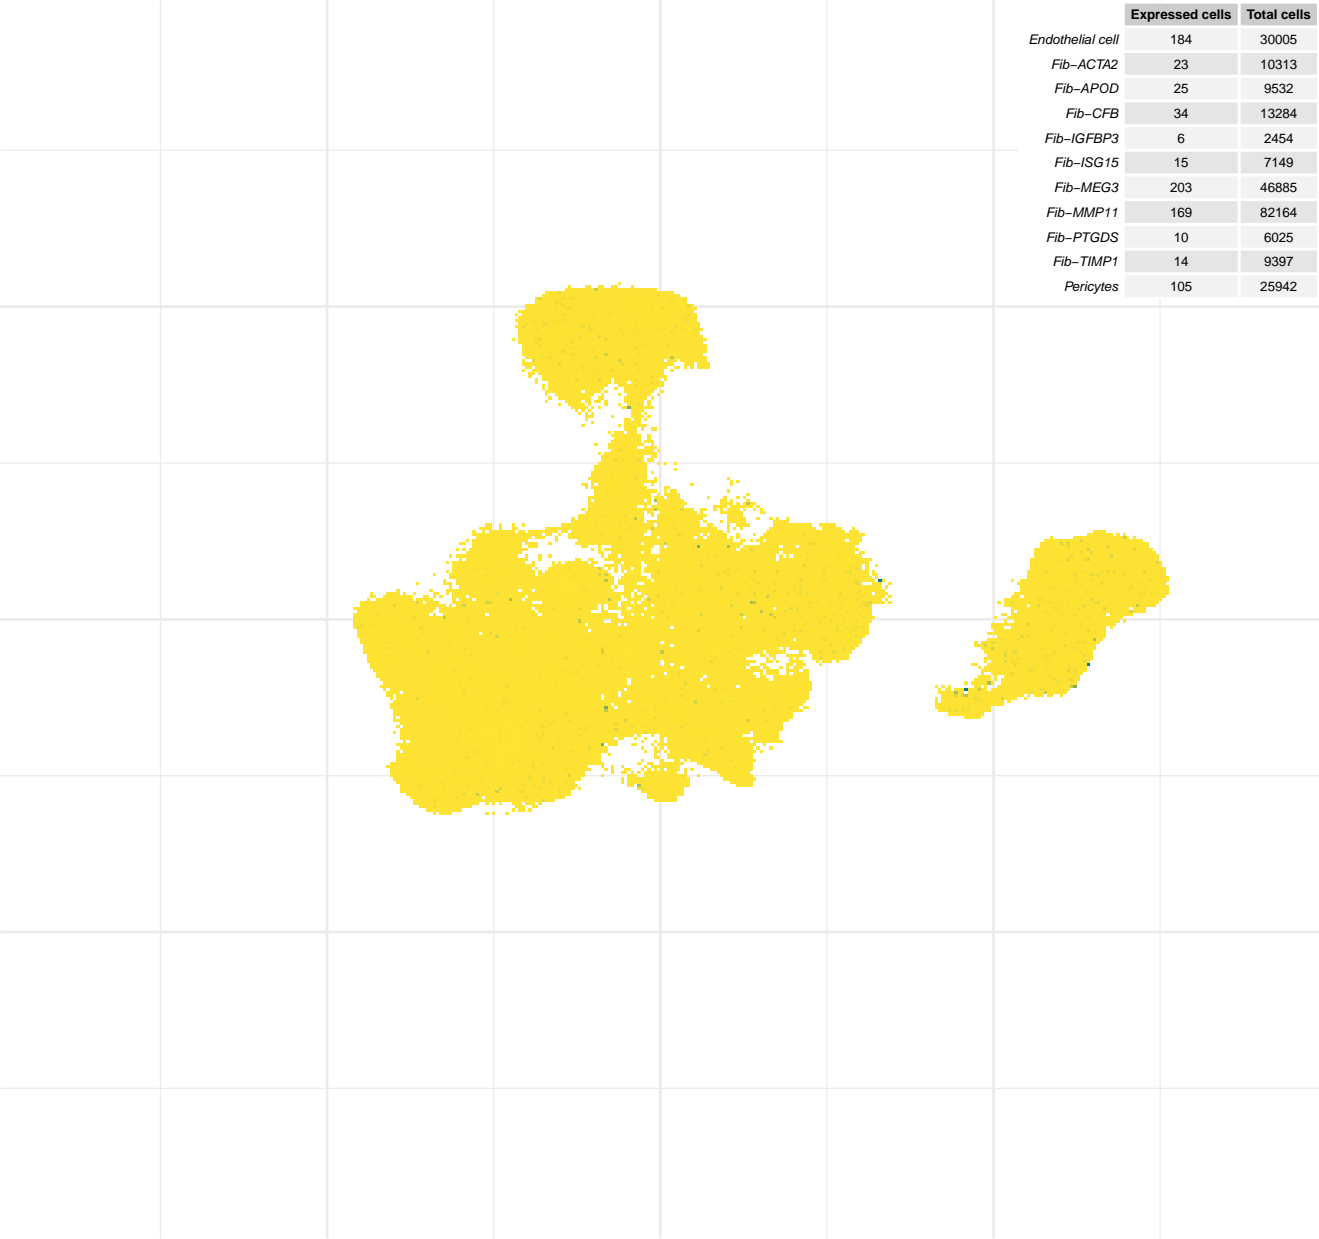 Expressed cells Total cells
Endothelial cell 184 30005
Fib−ACTA2 23 10313
Fib−APOD 25 9532
Fib−CFB 34 13284
Fib−IGFBP3 6 2454
Fib−ISG15 15 7149
Fib−MEG3 203 46885
Fib−MMP11 169 82164
Fib−PTGDS 10 6025
Fib−TIMP1 14 9397
Pericytes 105 25942